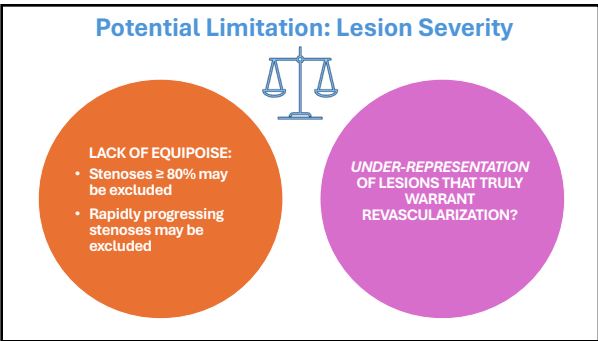 Potential Limitation: Lesion Severity
LACK OF EQUIPOISE:
• Stenoses ≥ 80% may
be excluded
• Rapidly progressing
stenoses may be
excluded
UNDER-REPRESENTATION
OF LESIONS THAT TRULY
WARRANT
REVASCULARIZATION?